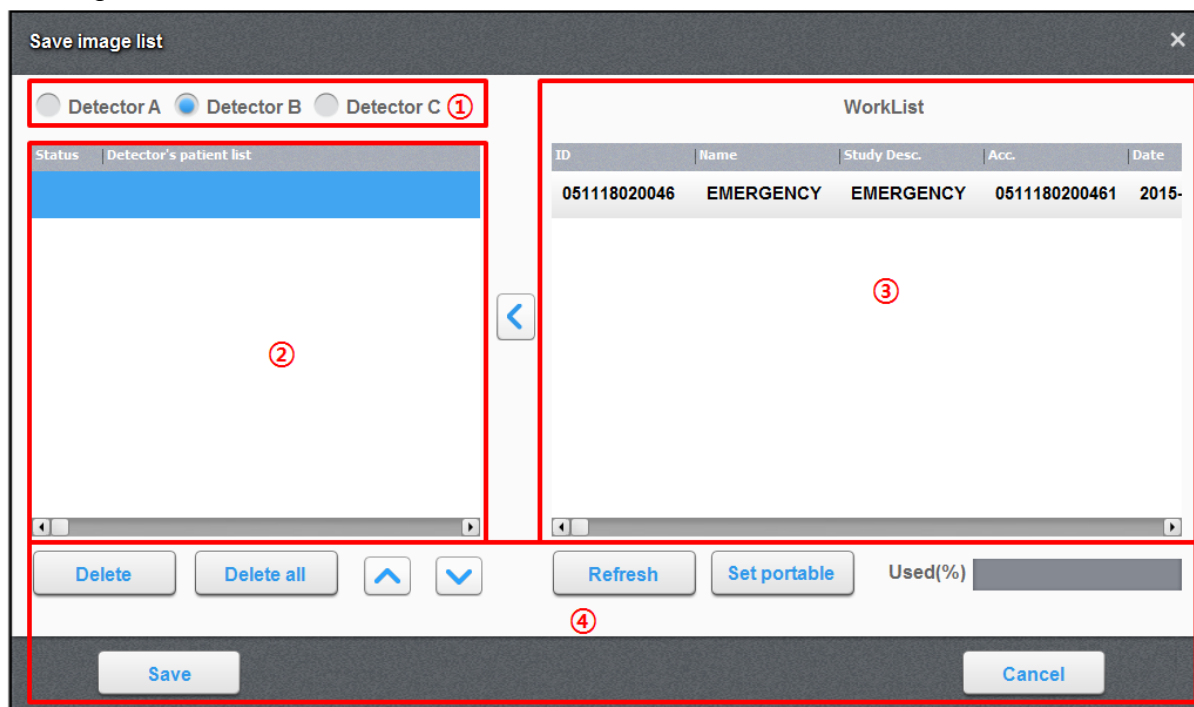 Save image list
Detector A Detector B Detector C ①
WorkList
Status Detector's patient list
ID Name Study Desc. Acc. Date
051118020046 EMERGENCY EMERGENCY 0511180200461 2015-
③
②
Delete Delete all Refresh Set portable Used(%)
④
Save Cancel